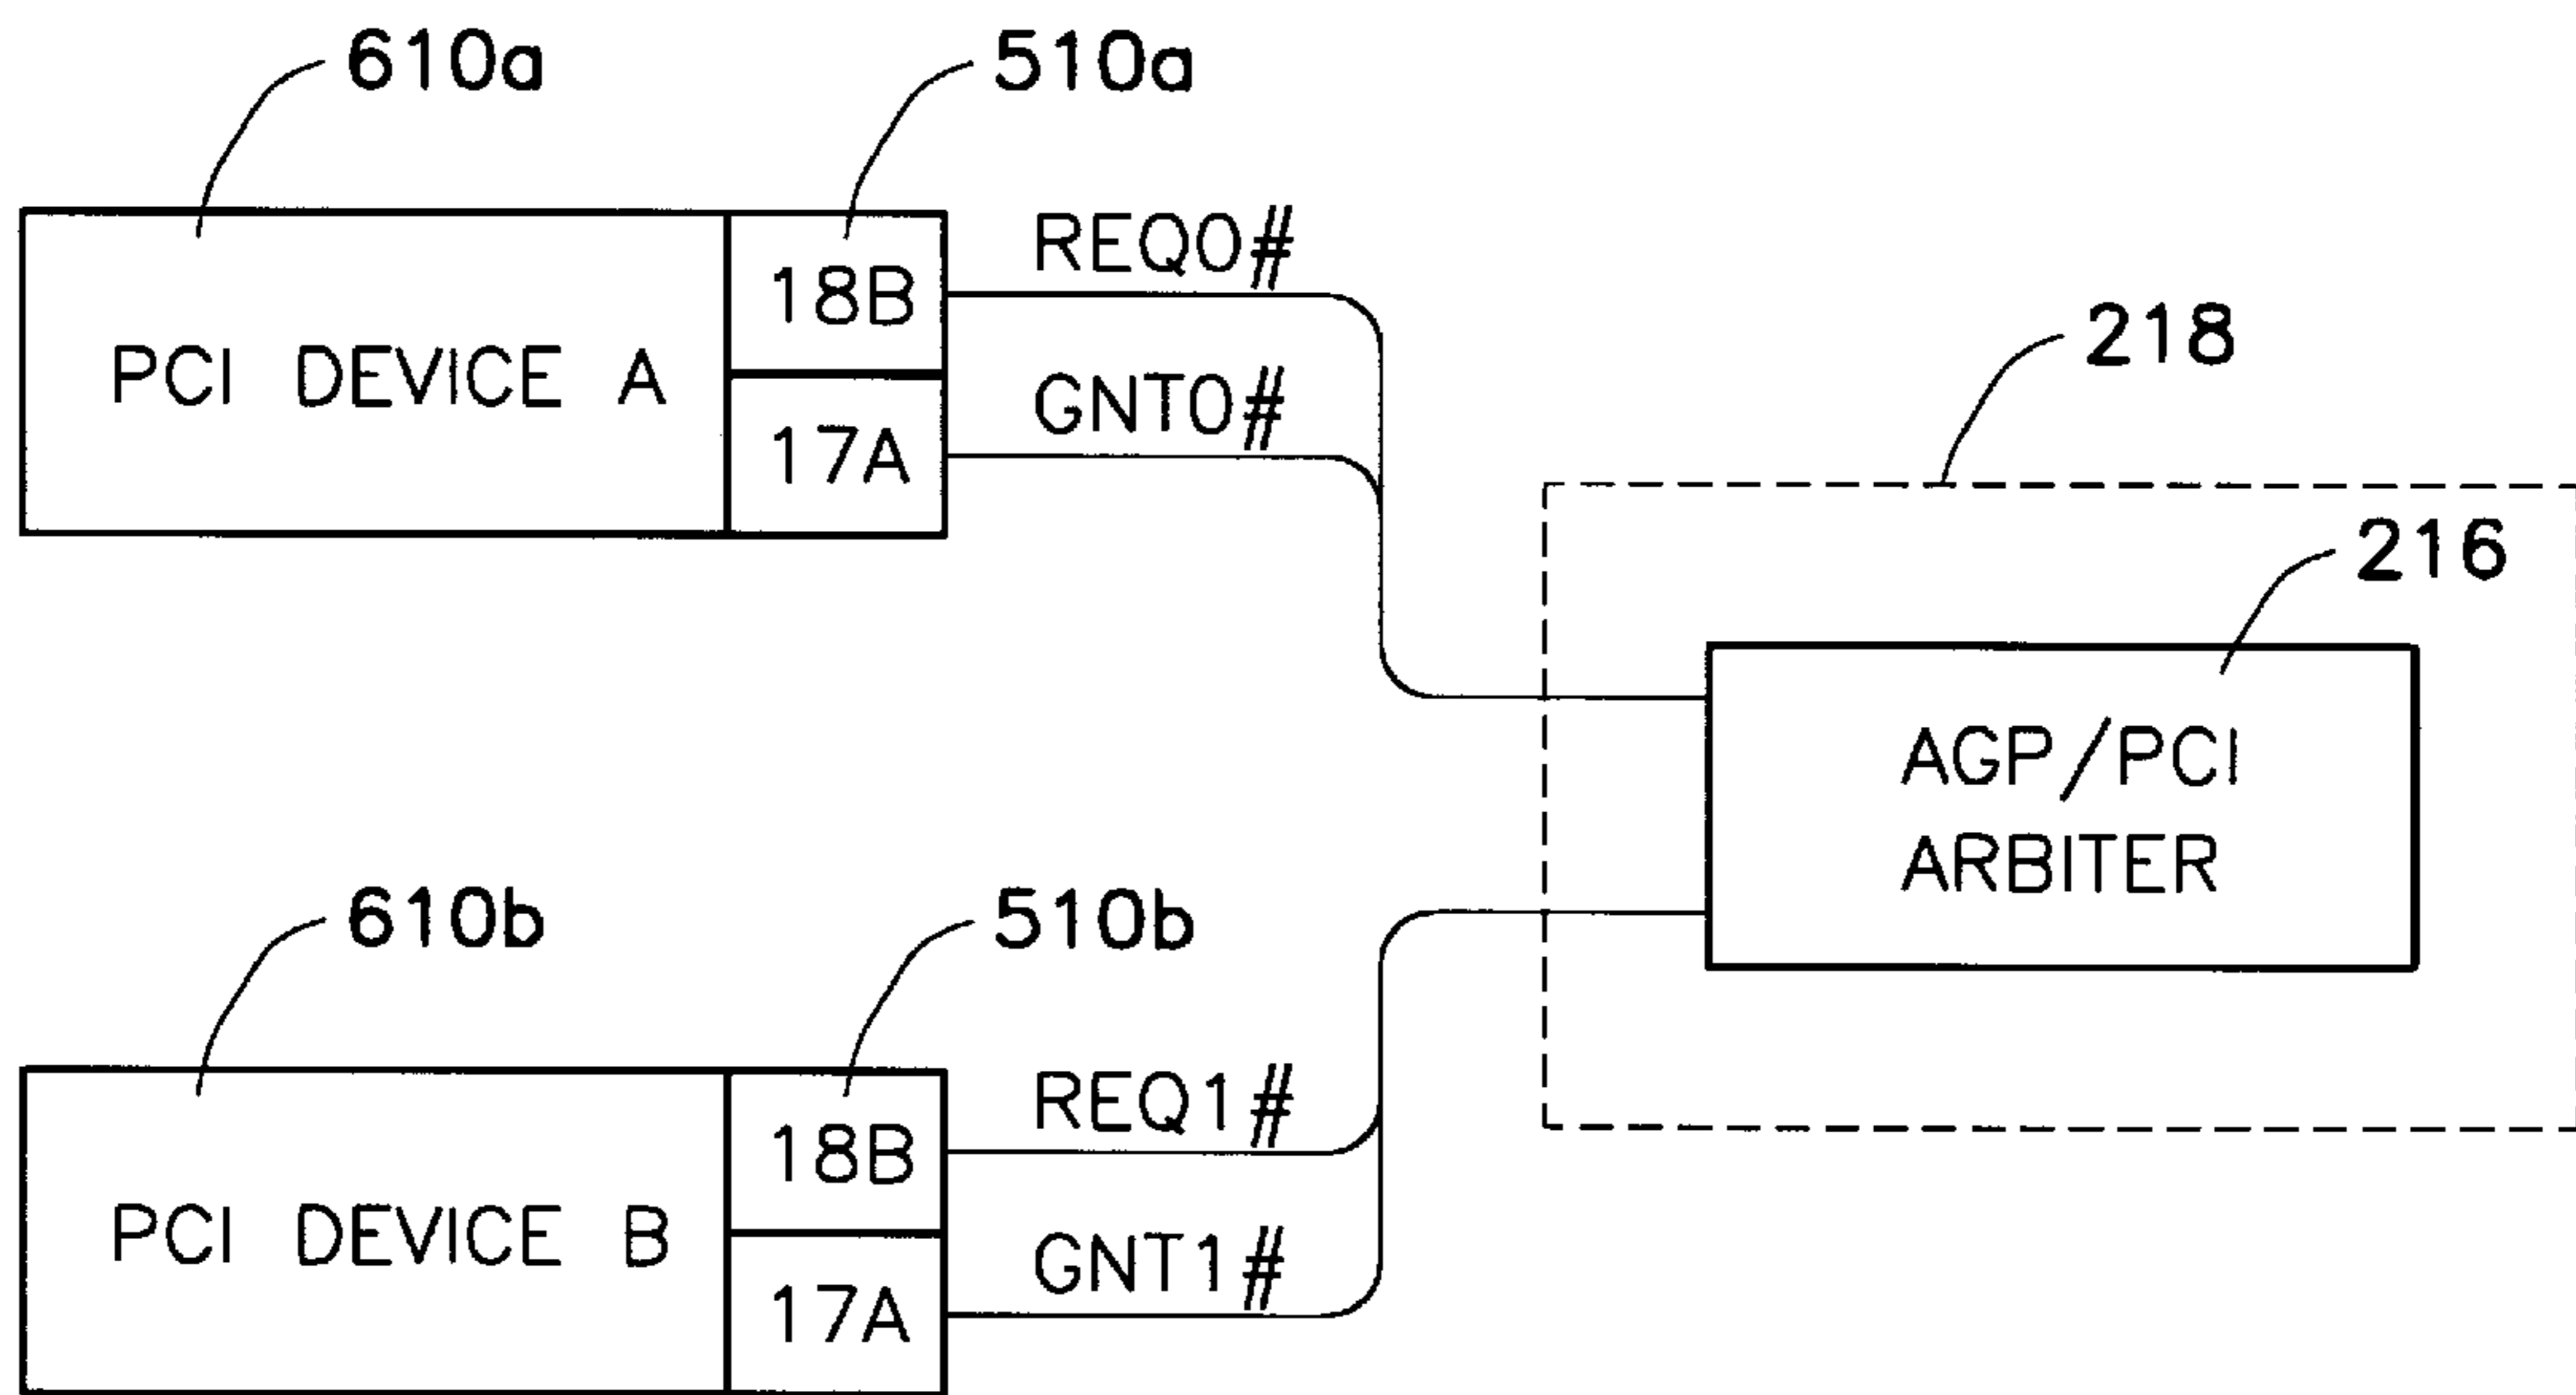 610a
510a
18B
REQ0#
PCI DEVICE A
17A
GNT0#
218
216
AGP/PCI
ARBITER
610b
510b
18B
REQ1#
PCI DEVICE B
17A
GNT1#